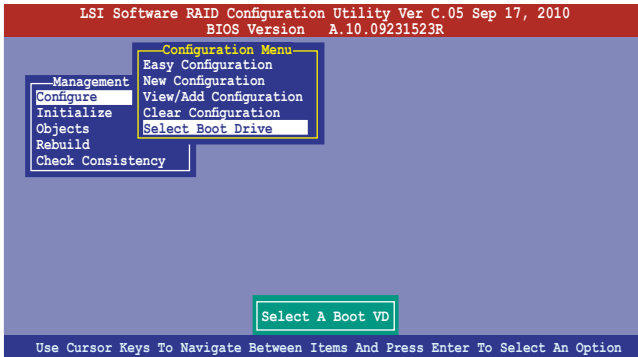 LSI Software RAID Configuration Utility Ver C.05 Sep 17, 2010
BIOS Version A.10.09231523R
Configuration Menu
Easy Configuration
New Configuration
View/Add Configuration
Clear Configuration
Select Boot Drive
Management
Configure
Initialize
Objects
Rebuild
Check Consistency
Select A Boot VD
Use Cursor Keys To Navigate Between Items And Press Enter To Select An Option